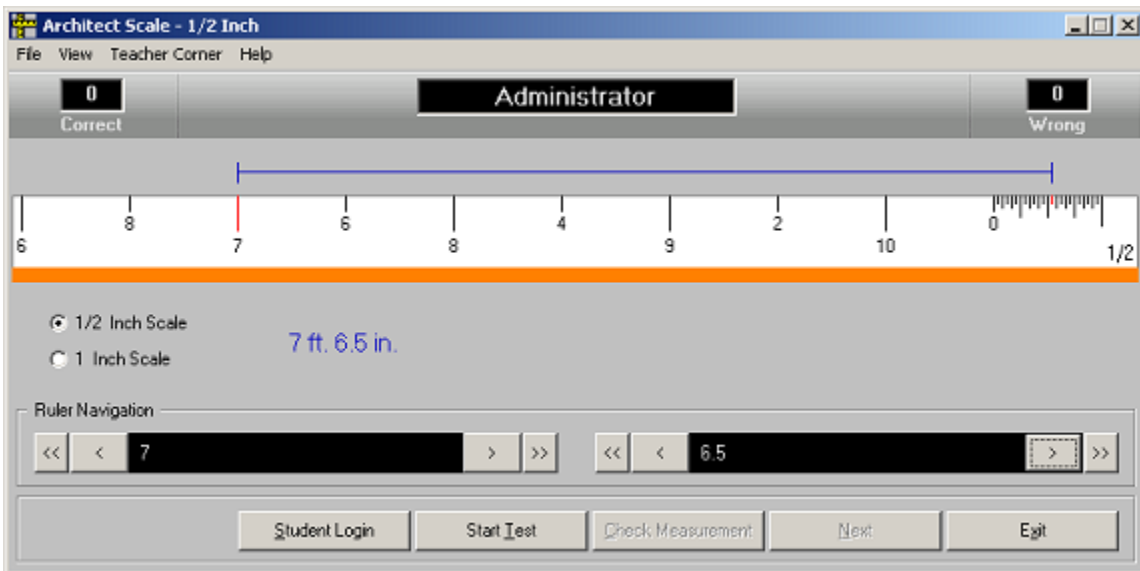 Architect Scale - 1/2 Inch
File View Teacher Corner Help
0 Administrator 0
Correct Wrong
8 6 4 2 0
6 7 8 9 10 1/2
1/2 Inch Scale
7 ft. 6.5 in.
1 Inch Scale
Ruler Navigation
<< < 7 > >> << < 6.5 > >>
Student Login Start Test Check Measurement Next Exit